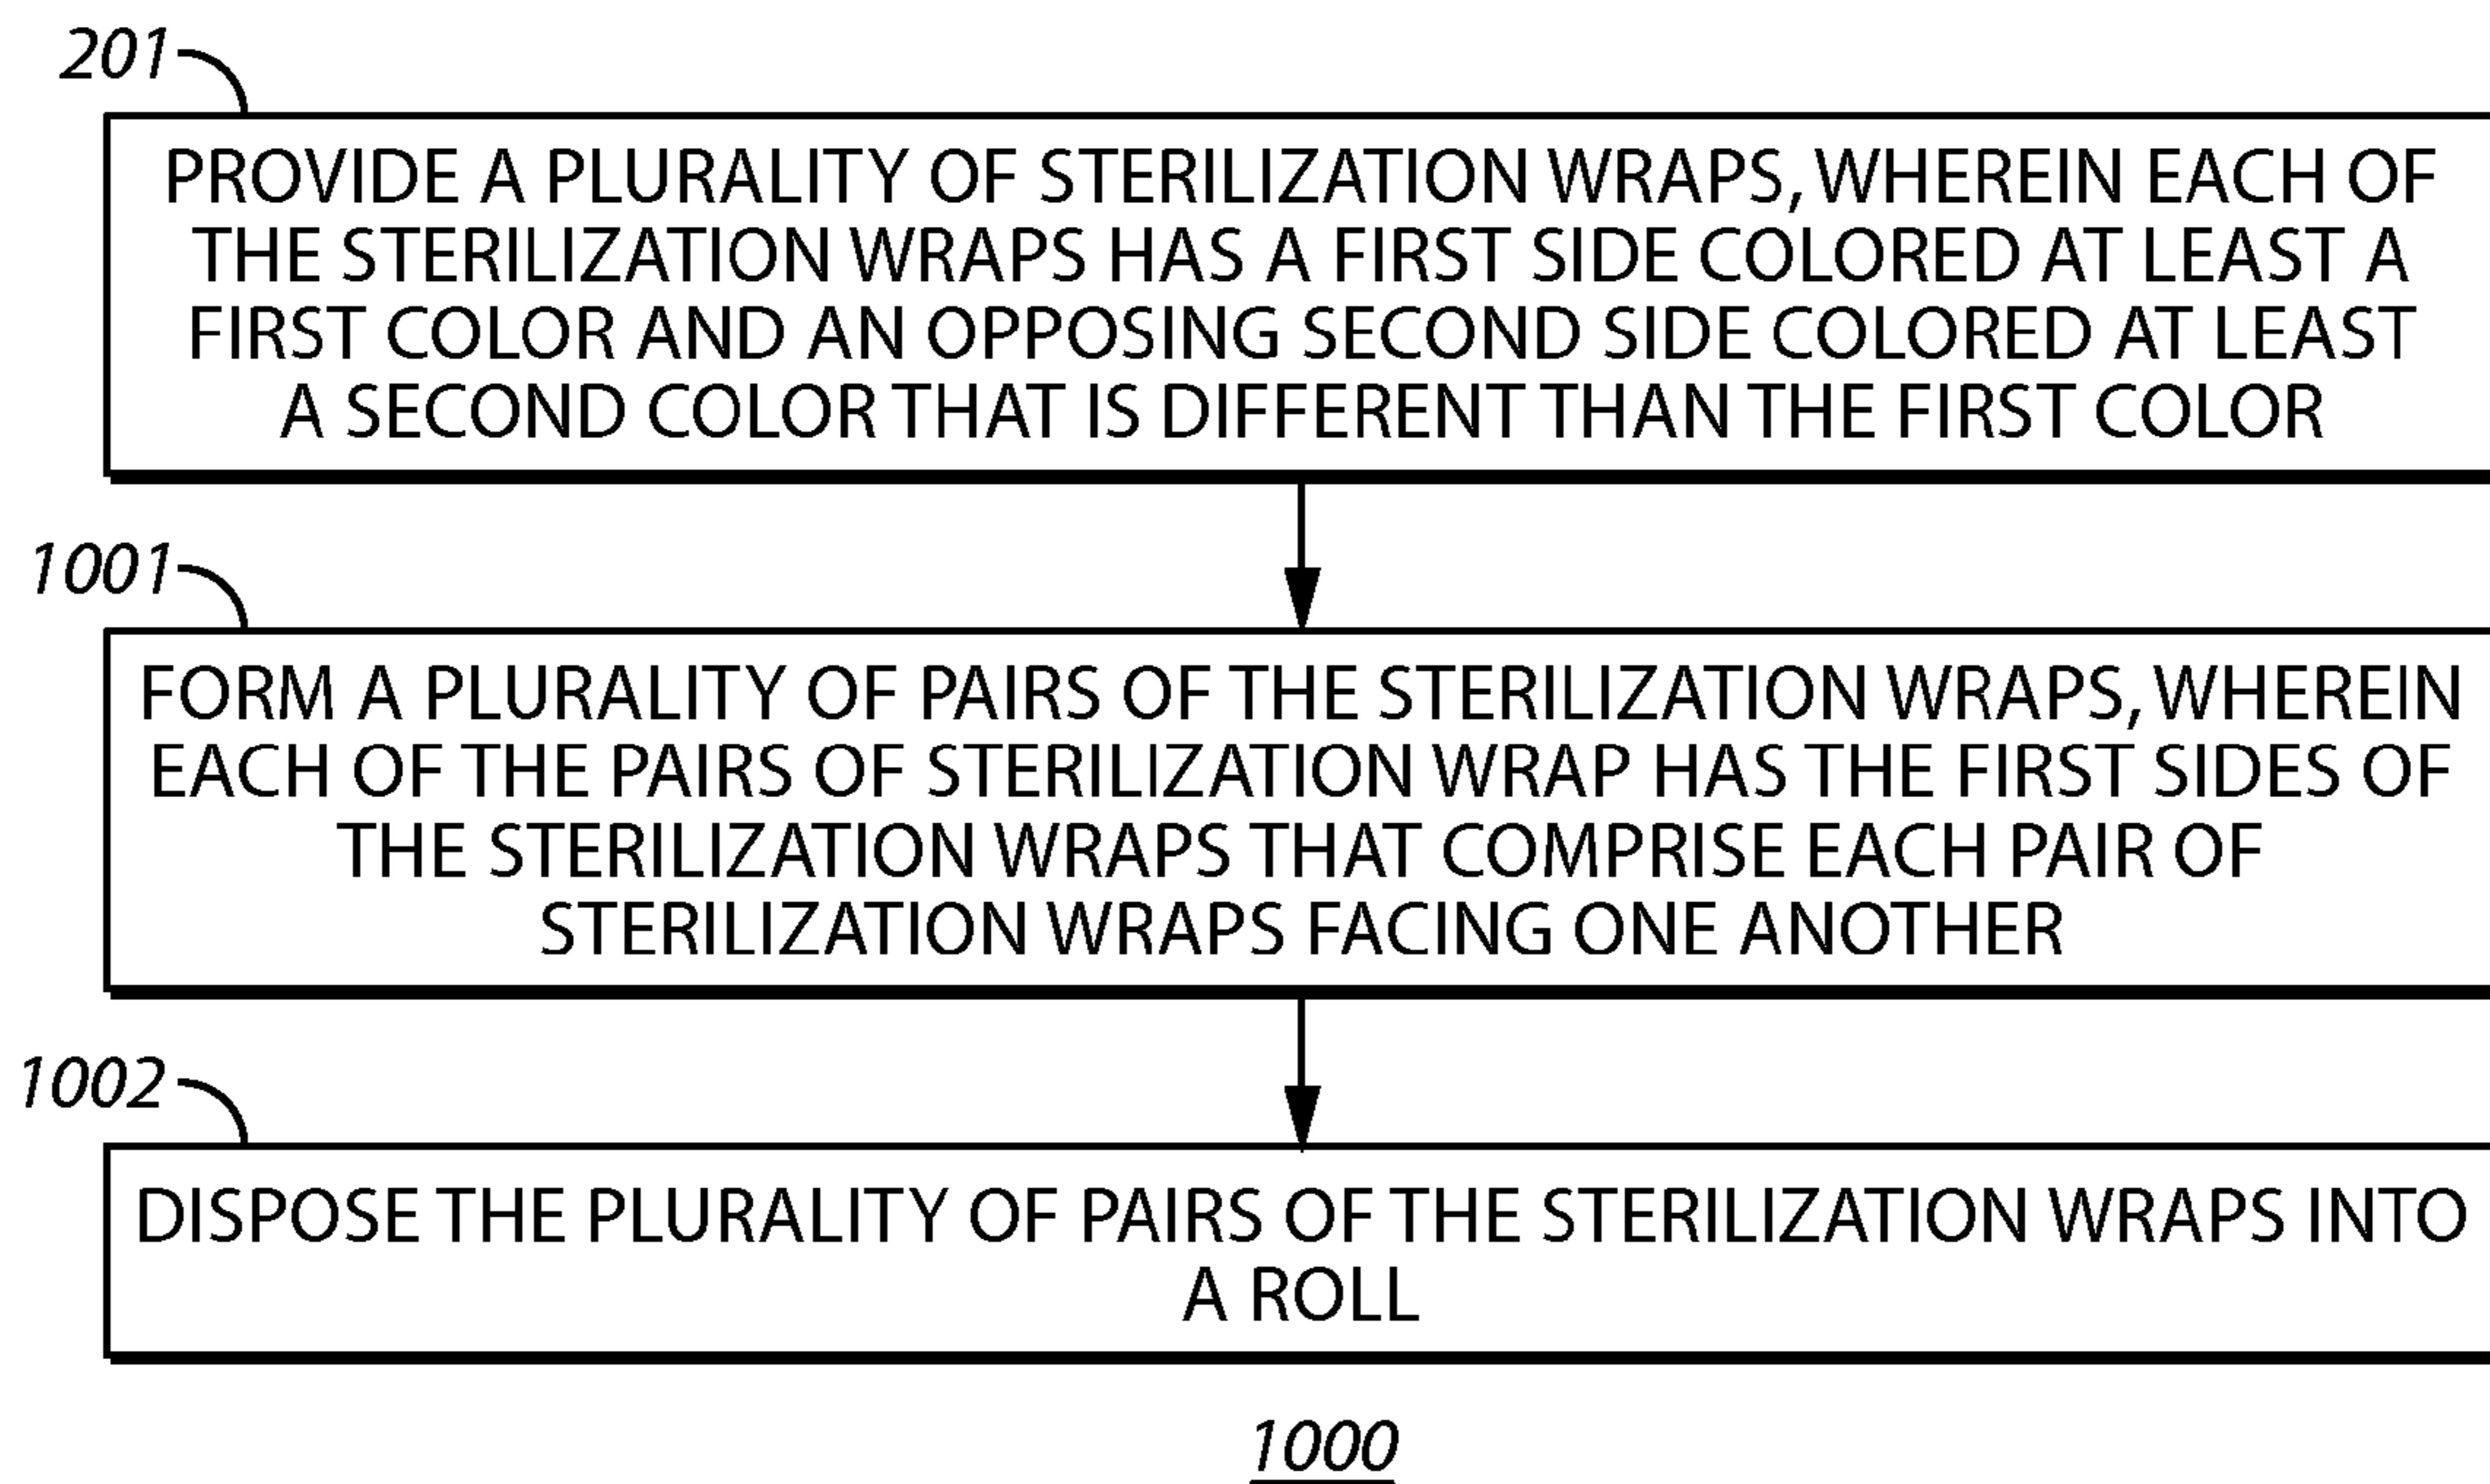 201
PROVIDE A PLURALITY OF STERILIZATION WRAPS, WHEREIN EACH OF
THE STERILIZATION WRAPS HAS A FIRST SIDE COLORED AT LEAST A
FIRST COLOR AND AN OPPOSING SECOND SIDE COLORED AT LEAST
A SECOND COLOR THAT IS DIFFERENT THAN THE FIRST COLOR
1001
FORM A PLURALITY OF PAIRS OF THE STERILIZATION WRAPS, WHEREIN
EACH OF THE PAIRS OF STERILIZATION WRAP HAS THE FIRST SIDES OF
THE STERILIZATION WRAPS THAT COMPRISE EACH PAIR OF
STERILIZATION WRAPS FACING ONE ANOTHER
1002
DISPOSE THE PLURALITY OF PAIRS OF THE STERILIZATION WRAPS INTO
A ROLL
1000